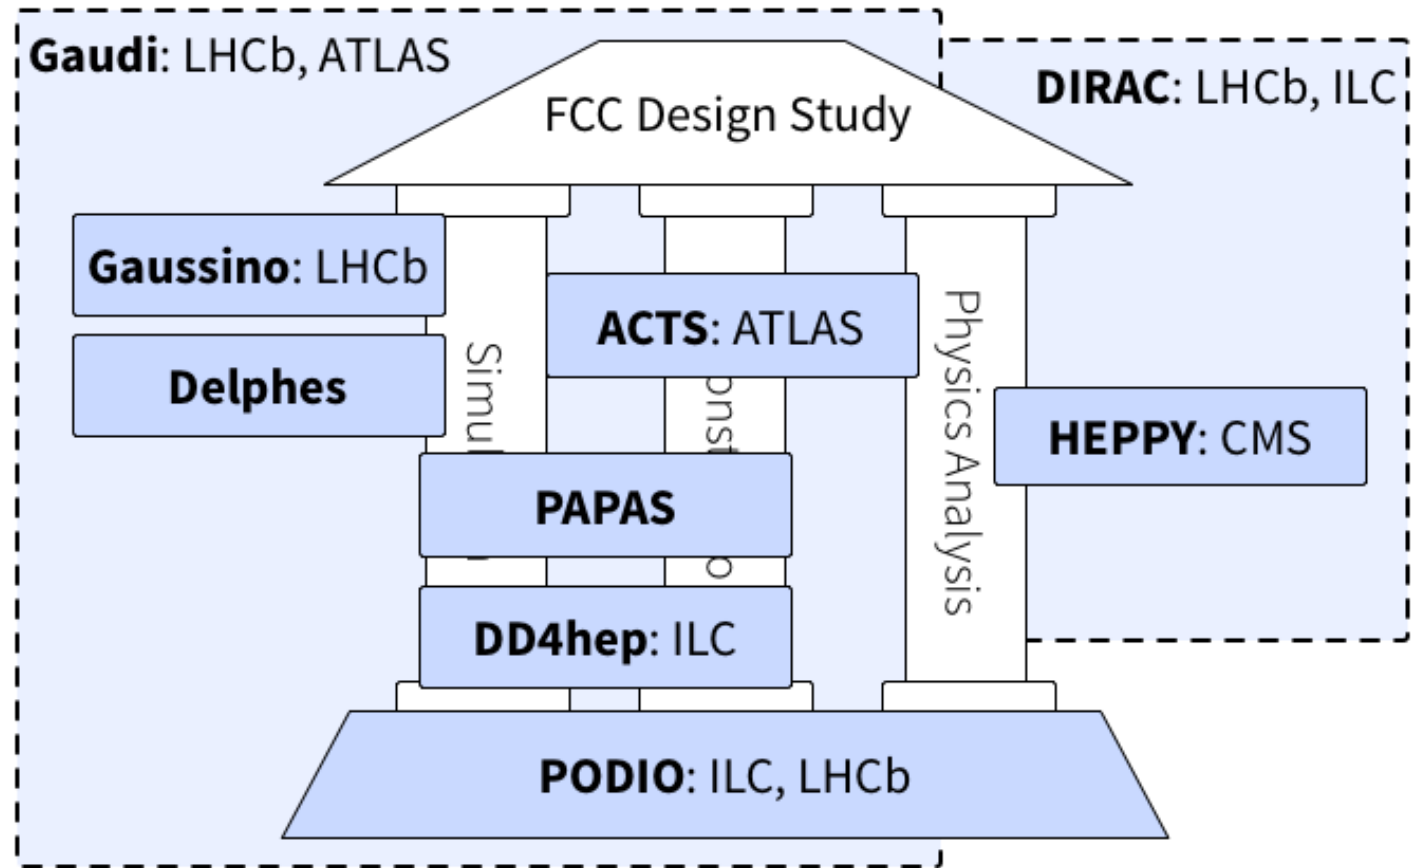 Gaudi: LHCb, ATLAS
DIRAC: LHCb, ILC
FCC Design Study
Gaussino: LHCb
ACTS: ATLAS
Physics Analysis
Delphes
HEPPY: CMS
PAPAS
DD4hep: ILC
PODIO: ILC, LHCb